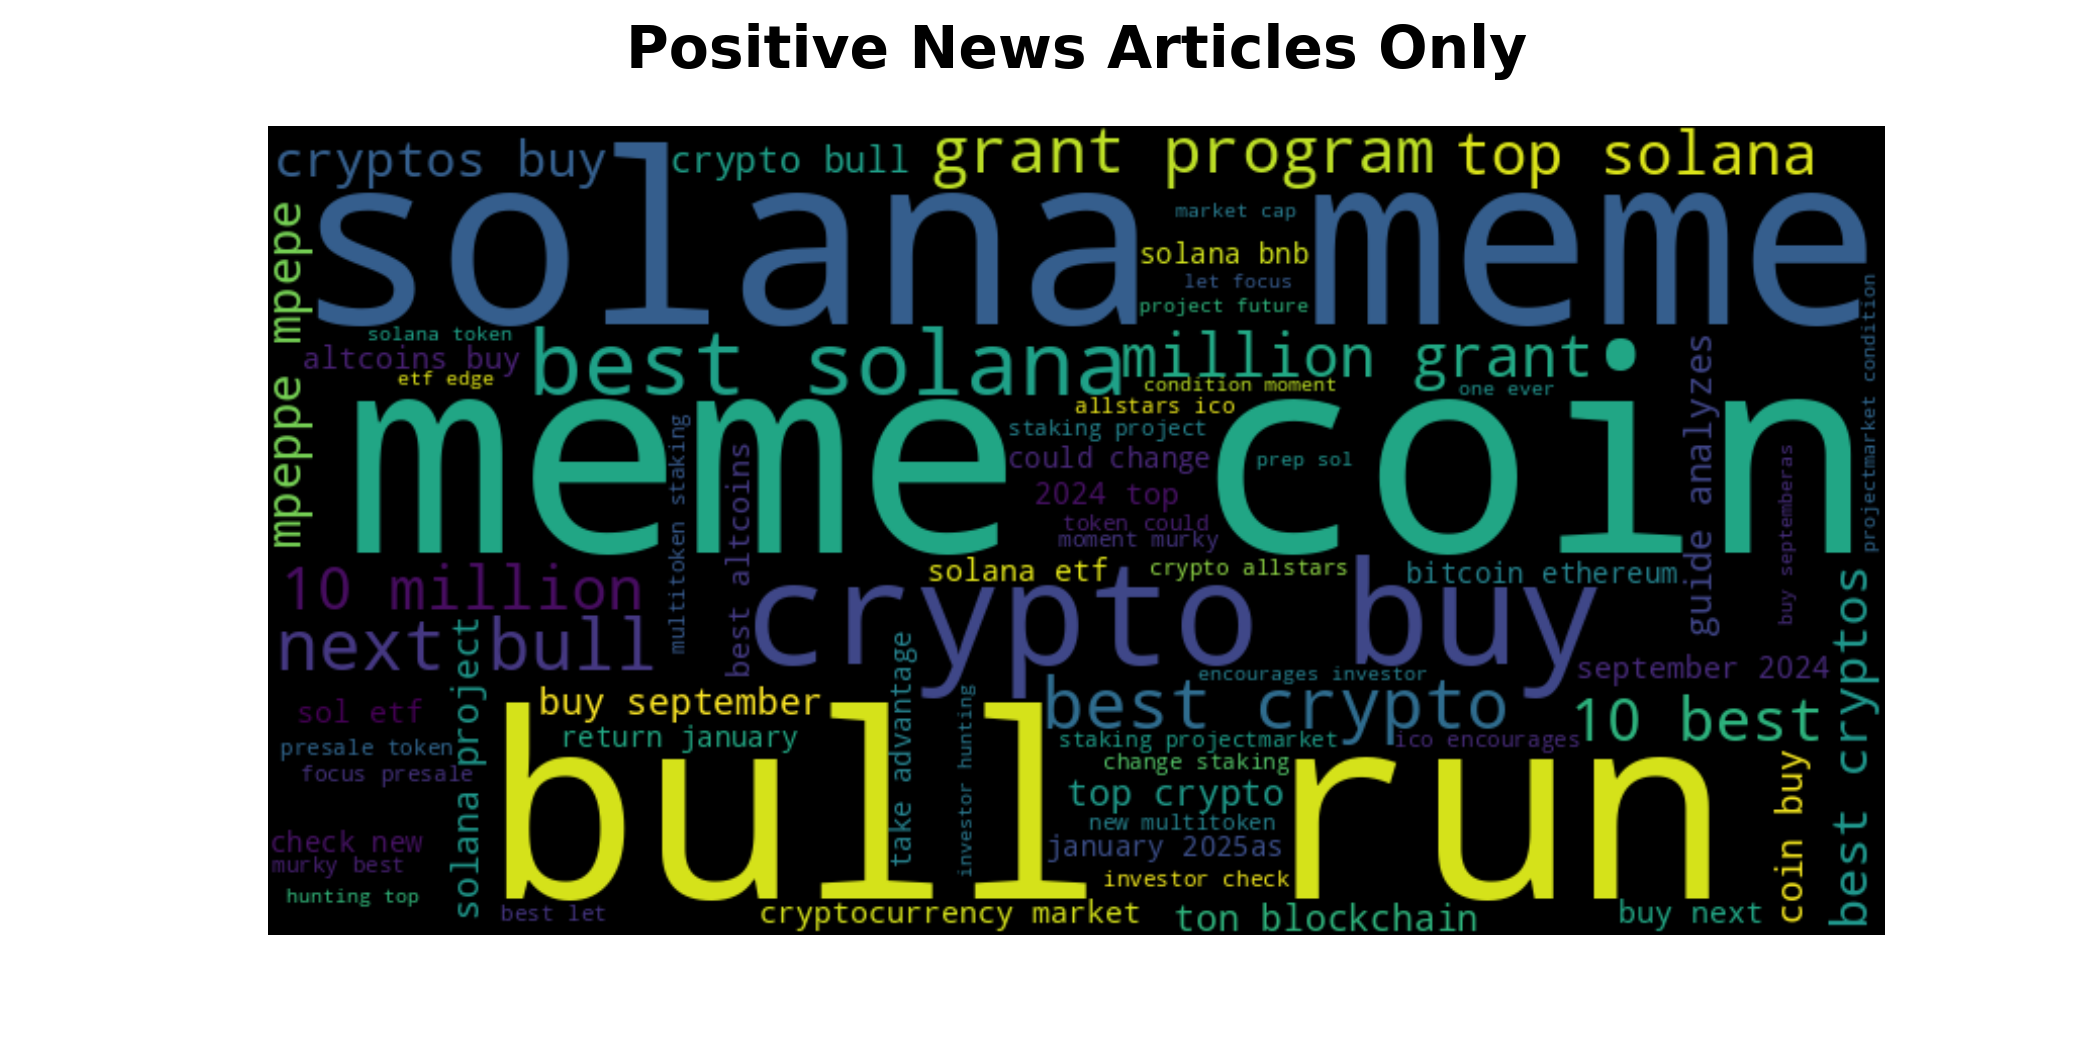 Positive News Articles Only
cryptos buy
crypto bull
grant program
top solana
solana meme
market cap
solana bnb
let focus
project future
mpeppe mpepe
solana token
altcoins buy
etf edge
best solana
million grant
condition moment
one ever
allstars ico
staking project
could change
prep sol
2024 top
token could
moment murky
meme coin
multitoken staking
best altcoins
guide analyzes
buy septemberas
projectmarket condition
solana etf
crypto allstars
bitcoin ethereum
10 million
next bull
crypto buy
september 2024
encourages investor
best crypto
10 best
best cryptos
sol etf
presale token
focus presale
solana project
buy september
return january
take advantage
investor hunting
staking projectmarket
ico encourages
change staking
top crypto
new multitoken
january 2025as
investor check
bull run
coin buy
check new
murky best
hunting top
best let
cryptocurrency market
ton blockchain
buy next